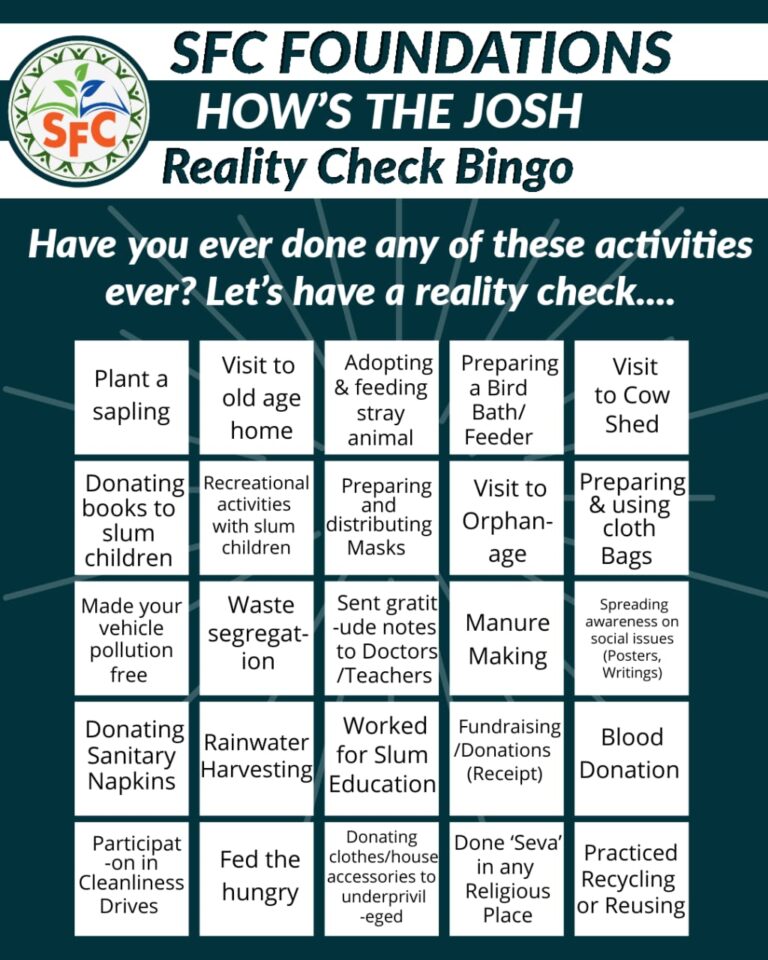 SFC FOUNDATIONS
SFC
HOW'S THE JOSH
Reality Check Bingo
Have you ever done any of these activities
ever? Let's have a reality check....
Plant a
sapling
Visit to
old age
home
Adopting
& feeding
stray
animal
Preparing
a Bird
Bath/
Feeder
Visit
to Cow
Shed
Donating
books to
slum
children
Recreational
activities
with slum
children
Preparing
and
distributing
Masks
Visit to
Orphan-
age
Preparing
& using
cloth
Bags
Made your
vehicle
pollution
free
Waste
segregat-
ion
Sent gratit
-ude notes
to Doctors
/Teachers
Manure
Making
Spreading
awareness on
social issues
(Posters,
Writings)
Donating
Sanitary
Napkins
Rainwater
Harvesting
Worked
for Slum
Education
Fundraising
/Donations
(Receipt)
Blood
Donation
Participat
-on in
Cleanliness
Drives
Fed the
hungry
Donating
clothes/house
accessories to
underprivil
-eged
Done ‘Seva’
in any
Religious
Place
Practiced
Recycling
or Reusing